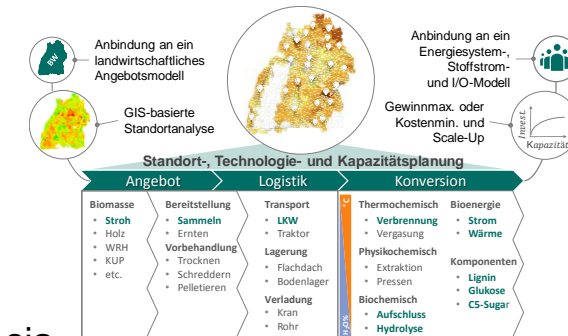 BW
Anbindung an ein
landwirtschaftliches
Angebotsmodell
GIS-basierte
Standortanalyse
Anbindung an ein
Energiesystem-,
Stoffstrom-
und I/O-Modell
Gewinnmax. oder
Kostenmin. und
Scale-Up
Invest.
Kapazität
Standort-, Technologie- und Kapazitätsplanung
Angebot
Logistik
Konversion
Biomasse
• Stroh
• Holz
• WRH
• KUP
• etc.
Bereitstellung
• Sammeln
• Ernten
Vorbehandlung
• Trocknen
• Schreddern
• Pelletieren
Transport
• LKW
• Traktor
Lagerung
• Flachdach
• Bodenlager
Verladung
• Kran
• Rohr
°C
H₂O%
Thermochemisch
• Verbrennung
• Vergasung
Physikochemisch
• Extraktion
• Pressen
Biochemisch
• Aufschluss
• Hydrolyse
Bioenergie
• Strom
• Wärme
Komponenten
• Lignin
• Glukose
• C5-Sugar